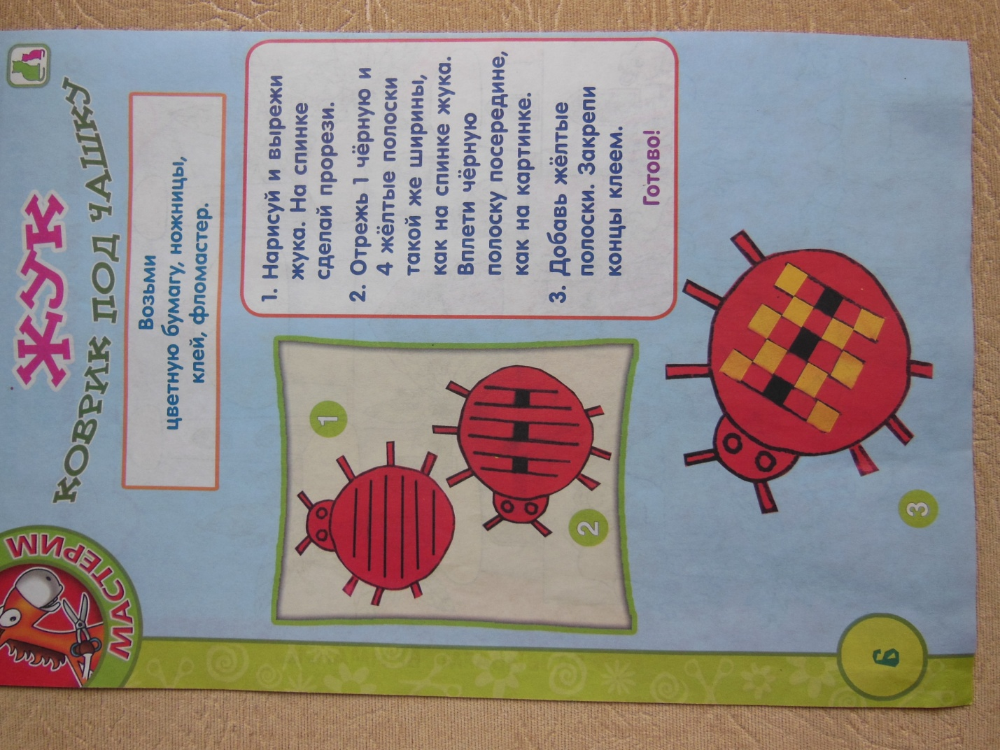 МАСТЕРИМ
ЖУК
КОВРИК ПОД ЧАШКУ
Возьми
цветную бумагу, ножницы,
клей, фломастер.
1. Нарисуй и вырежи
жука. На спинке
сделай прорези.
2. Отрежь 1 чёрную и
4 жёлтые полоски
такой же ширины,
как на спинке жука.
Вплети чёрную
полоску посередине,
как на картинке.
3. Добавь жёлтые
полоски. Закрепи
концы клеем.
Готово!
1
2
3
6